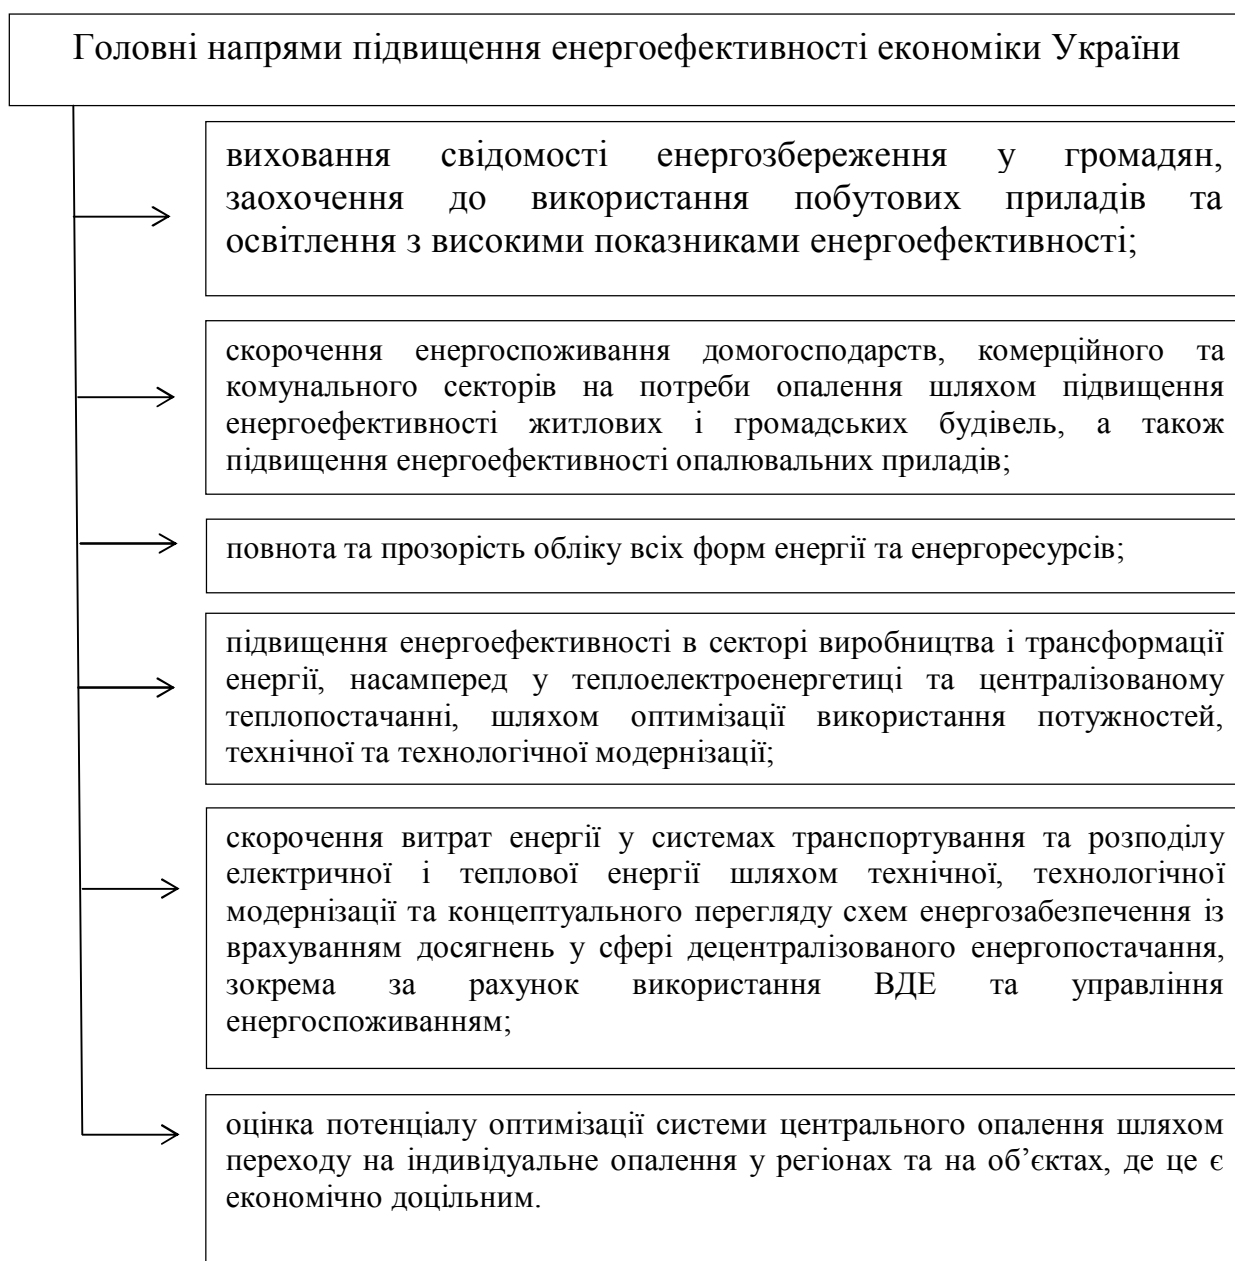 Головні напрями підвищення енергоефективності економіки України
виховання свідомості енергозбереження у громадян,
заохочення до використання побутових приладів та
освітлення з високими показниками енергоефективності;
скорочення енергоспоживання домогосподарств, комерційного та
комунального секторів на потреби опалення шляхом підвищення
енергоефективності житлових і громадських будівель, а також
підвищення енергоефективності опалювальних приладів;
повнота та прозорість обліку всіх форм енергії та енергоресурсів;
підвищення енергоефективності в секторі виробництва і трансформації
енергії, насамперед у теплоелектроенергетиці та централізованому
теплопостачанні, шляхом оптимізації використання потужностей,
технічної та технологічної модернізації;
скорочення витрат енергії у системах транспортування та розподілу
електричної і теплової енергії шляхом технічної, технологічної
модернізації та концептуального перегляду схем енергозабезпечення із
врахуванням досягнень у сфері децентралізованого енергопостачання,
зокрема за рахунок використання ВДЕ та управління
енергоспоживанням;
оцінка потенціалу оптимізації системи центрального опалення шляхом
переходу на індивідуальне опалення у регіонах та на об’єктах, де це є
економічно доцільним.